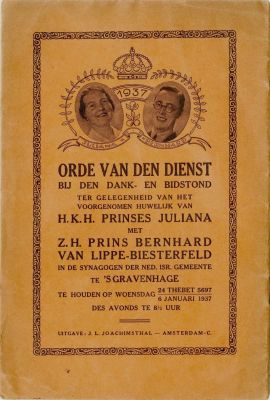 1937
JULIANA
BERNHARD
ORDE VAN DEN DIENST
BIJ DEN DANK- EN BIDSTOND
TER GELEGENHEID VAN HET
VOORGENOMEN HUWELIJK VAN
H.K.H. PRINSES JULIANA
MET
Z.H. PRINS BERNHARD
VAN LIPPE-BIESTERFELD
IN DE SYNAGOGEN DER NED. ISR. GEMEENTE
TE 'S GRAVENHAGE
TE HOUDEN OP WOENSDAG 24 THEBET 5697
6 JANUARI 1937
DES AVONDS TE 8½ UUR
UITGAVE: J. L. JOACHIMSTHAL — AMSTERDAM-C.